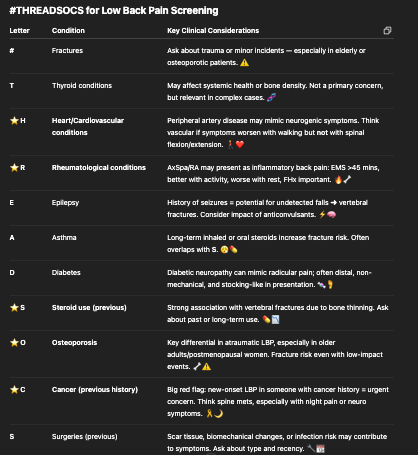 #THREADSOCS for Low Back Pain Screening
Letter Condition Key Clinical Considerations
# Fractures Ask about trauma or minor incidents — especially in elderly or
osteoporotic patients. ⚠️
T Thyroid conditions May affect systemic health or bone density. Not a primary concern,
but relevant in complex cases. 🧬
⭐ H Heart/Cardiovascular Peripheral artery disease may mimic neurogenic symptoms. Think
conditions vascular if symptoms worsen with walking but not with spinal
flexion/extension. 🚶❤️
⭐ R Rheumatological conditions AxSpa/RA may present as inflammatory back pain: EMS >45 mins,
better with activity, worse with rest, FHx important. 🔥🦴
E Epilepsy History of seizures = potential for undetected falls → vertebral
fractures. Consider impact of anticonvulsants. ⚡🧠
A Asthma Long-term inhaled or oral steroids increase fracture risk. Often
overlaps with S. 😮‍💨💊
D Diabetes Diabetic neuropathy can mimic radicular pain; often distal, non-
mechanical, and stocking-like in presentation. 🧦🦶
⭐ S Steroid use (previous) Strong association with vertebral fractures due to bone thinning. Ask
about past or long-term use. 💊📉
⭐ O Osteoporosis Key differential in atraumatic LBP, especially in older
adults/postmenopausal women. Fracture risk even with low-impact
events. 🦴⚠️
⭐ C Cancer (previous history) Big red flag: new-onset LBP in someone with cancer history = urgent
concern. Think spine mets, especially with night pain or neuro
symptoms. 🎗️🌙
S Surgeries (previous) Scar tissue, biomechanical changes, or infection risk may contribute
to symptoms. Ask about type and recency. 🔧📅